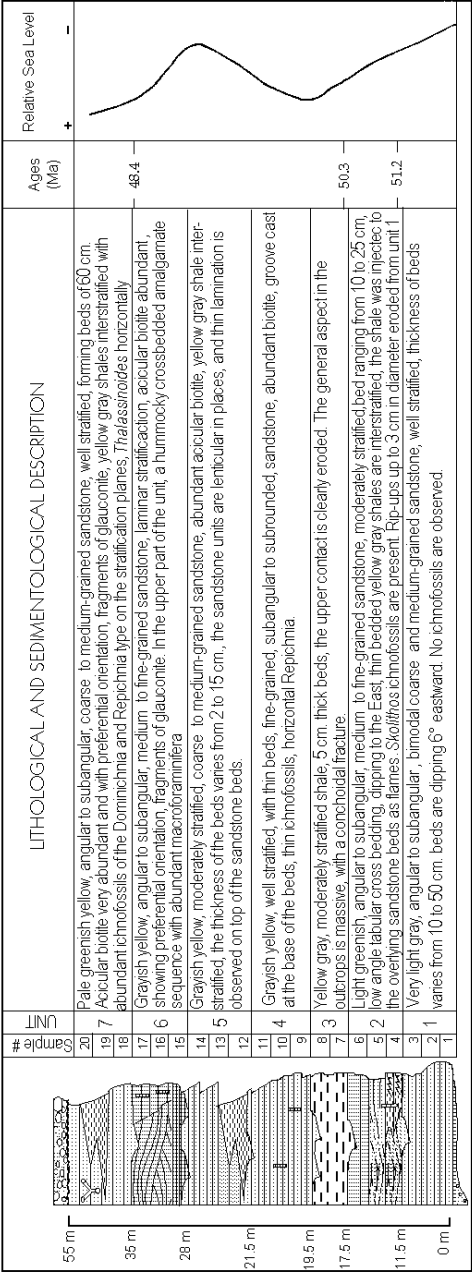 LITHOLOGICAL AND SEDIMENTOLOGICAL DESCRIPTION
Sample #
UNIT
Ages
(Ma)
Relative Sea Level
+
–
55 m
35 m
28 m
21.5 m
19.5 m
17.5 m
11.5 m
0 m
20
19
18
7
Pale greenish yellow, angular to subangular, coarse to medium-grained sandstone, well stratified, forming beds of 60 cm.
Accular biotite very abundant and with preferential orientation, fragments of glauconite, yellow gray shales interstratified with
abundant ichnofossils of the Domichnia and Repichnia type on the stratification planes, Thalassinoides horizontally
17
16
15
6
Grayish yellow, angular to subangular, medium to fine-grained sandstone, laminar stratificaction, acicular biotite abundant,
showing preferential orientation, fragments of glauconite. In the upper part of the unit, a hummocky crossbedded amalgamate
sequence with abundant macroforaminifera
48.4
14
13
12
5
Grayish yellow, moderately stratified, coarse to medium-grained sandstone, abundant acicular biotite, yellow gray shale inter-
stratified, the thickness of the beds varies from 2 to 15 cm, the sandstone units are lenticular in places, and thin lamination is
observed on top of the sandstone beds.
11
10
9
4
Grayish yellow, well stratified, with thin beds, fine-grained, subangular to subrounded, sandstone, abundant biotite, groove cast
at the base of the beds, thin ichnofossils, horizontal Repichnia.
8
7
3
Yellow gray, moderately stratified shale, 5 cm. thick beds, the upper contact is clearly eroded. The general aspect in the
outcrops is massive, with a conchoidal fracture.
50.3
6
5
4
2
Light greenish, angular to subangular, medium to fine-grained sandstone, moderately stratified, bed ranging from 10 to 25 cm,
low angle tabular cross bedding, dipping to the East, thin bedded yellow gray shales are interstratified, the shale was injected to
the overlying sandstone beds as flames. Skolithos ichnofossils are present. Rip-ups up to 3 cm in diameter eroded from unit 1
51.2
3
2
1
1
Very light gray, angular to subangular, bimodal coarse and medium-grained sandstone, well stratified, thickness of beds
varies from 10 to 50 cm. beds are dipping 6° eastward. No ichnofossils are observed.